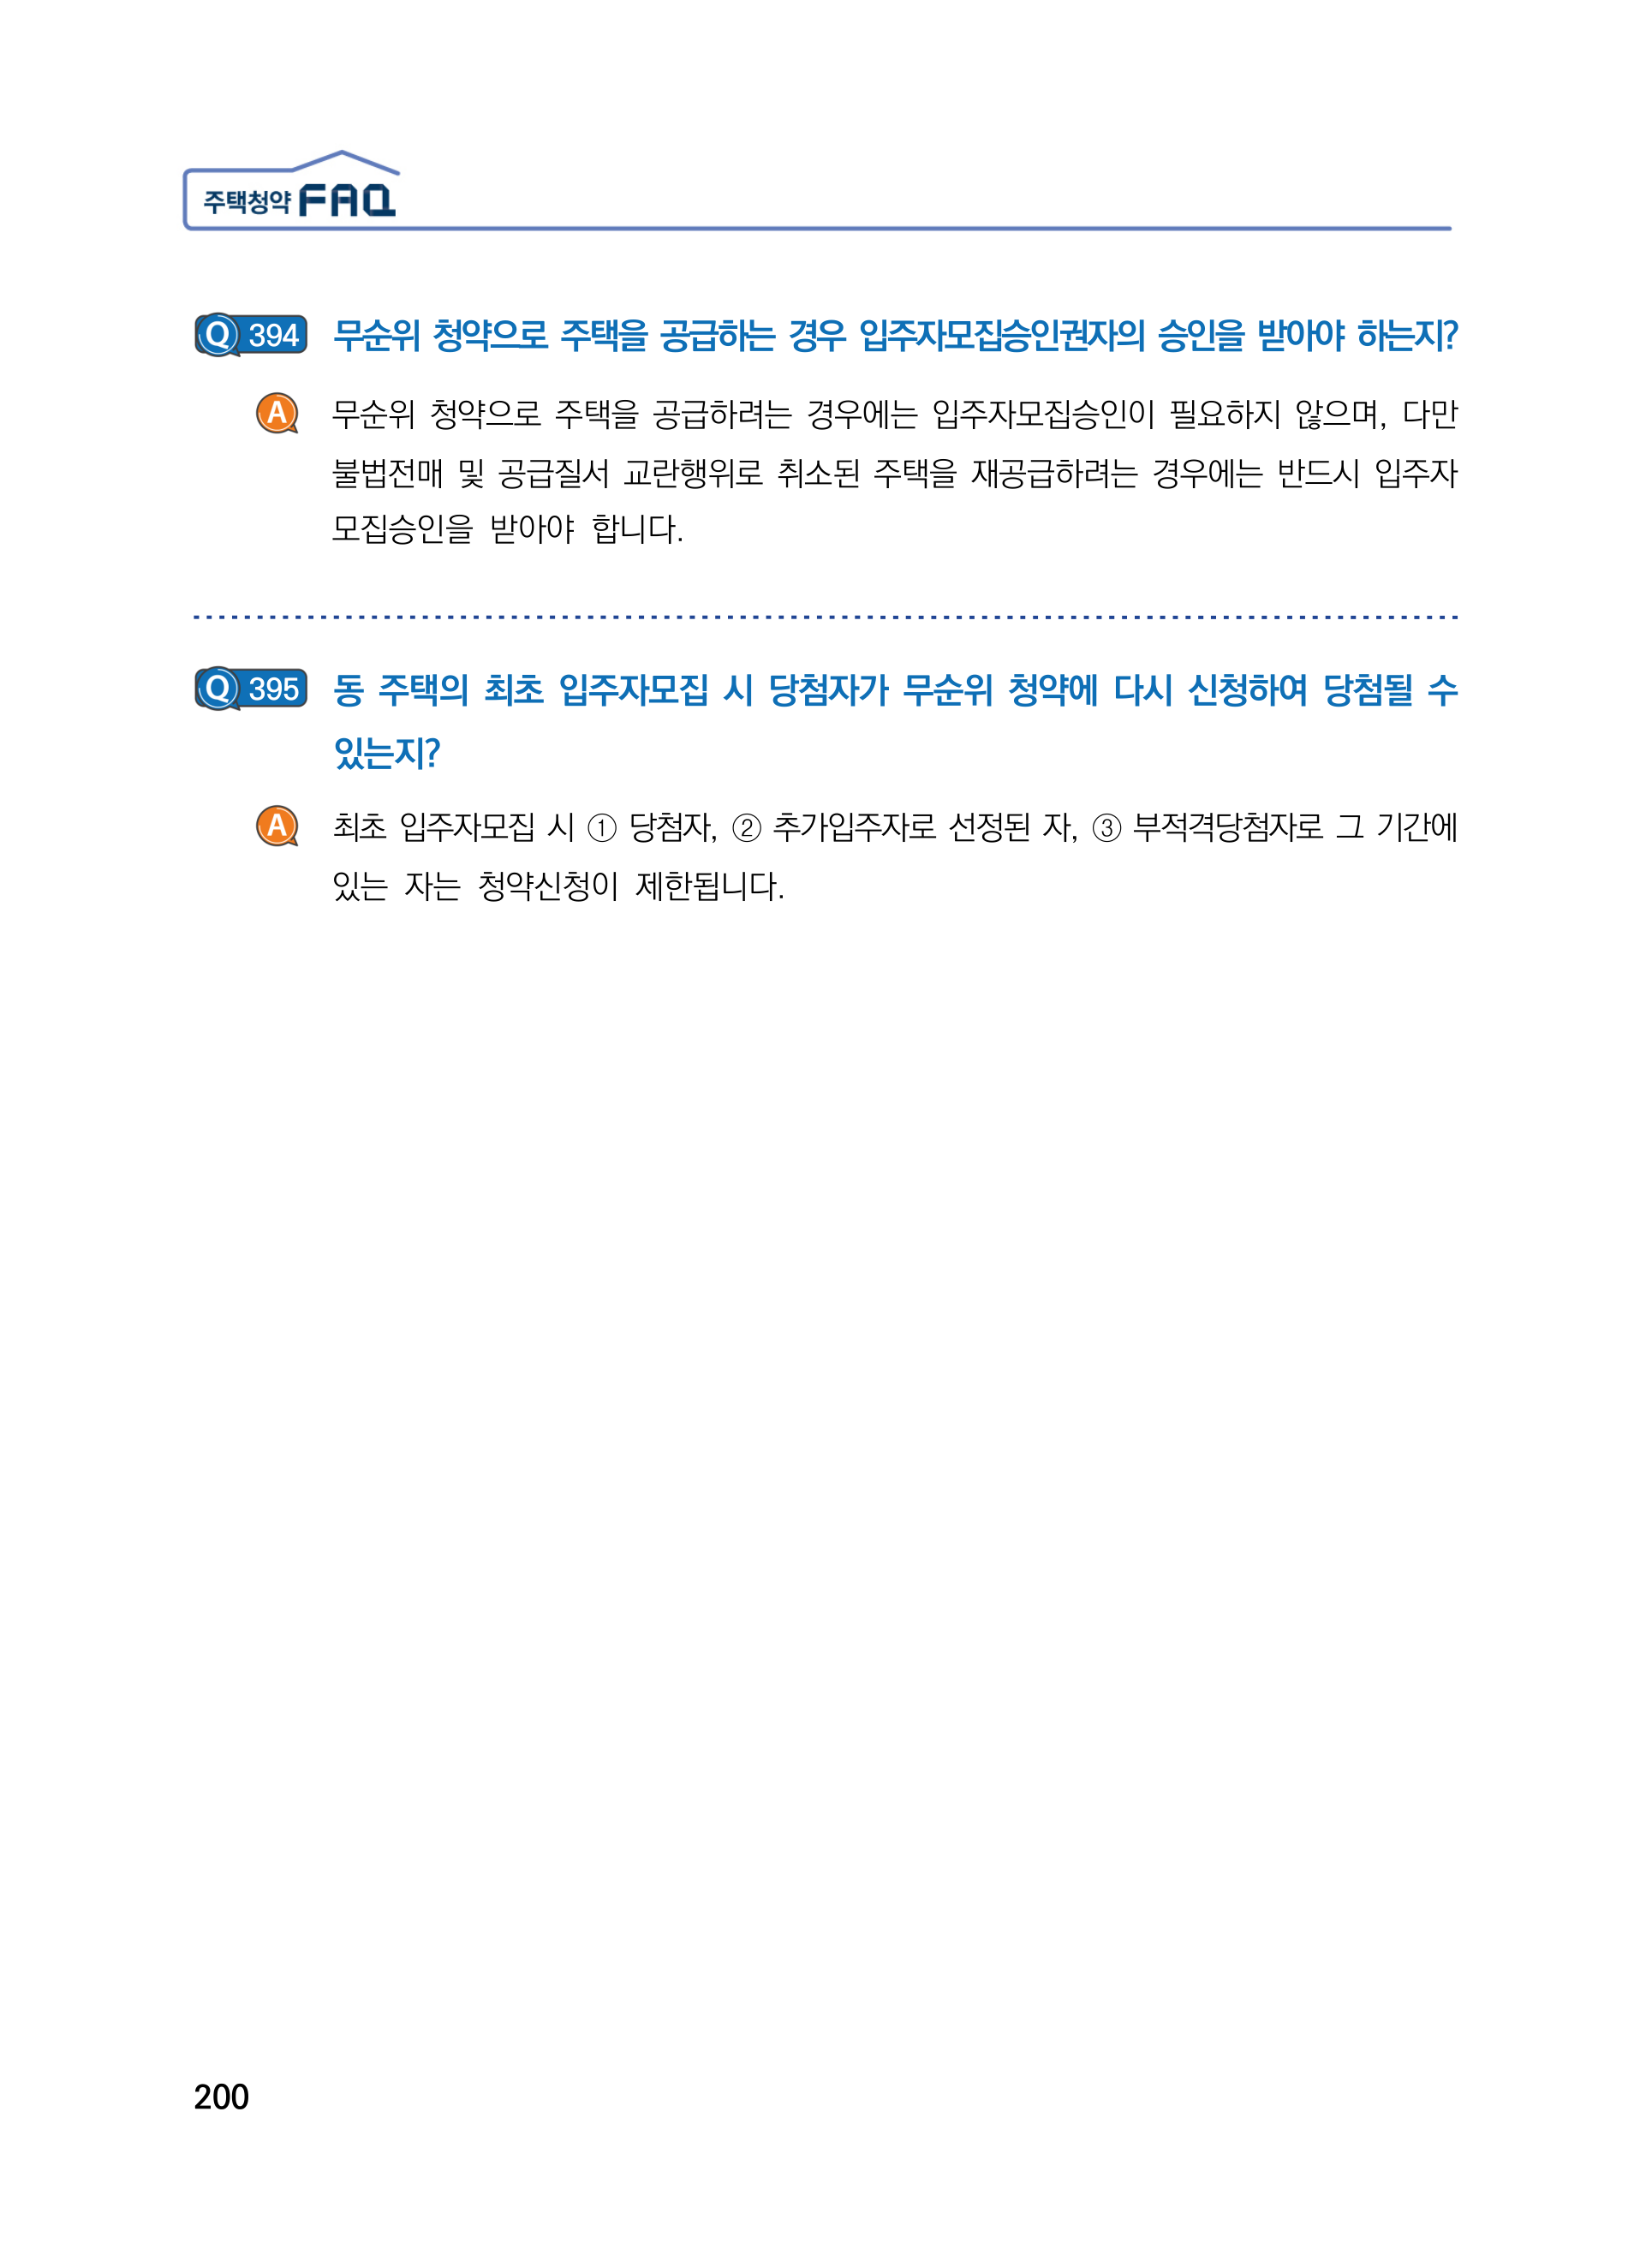 주택청약 FAQ
Q 394 무순위 청약으로 주택을 공급하는 경우 입주자모집승인권자의 승인을 받아야 하는지?
A 무순위 청약으로 주택을 공급하려는 경우에는 입주자모집승인이 필요하지 않으며, 다만
불법전매 및 공급질서 교란행위로 취소된 주택을 재공급하려는 경우에는 반드시 입주자
모집승인을 받아야 합니다.
Q 395 동 주택의 최초 입주자모집 시 당첨자가 무순위 청약에 다시 신청하여 당첨될 수
있는지?
A 최초 입주자모집 시 ① 당첨자, ② 추가입주자로 선정된 자, ③ 부적격당첨자로 그 기간에
있는 자는 청약신청이 제한됩니다.
200